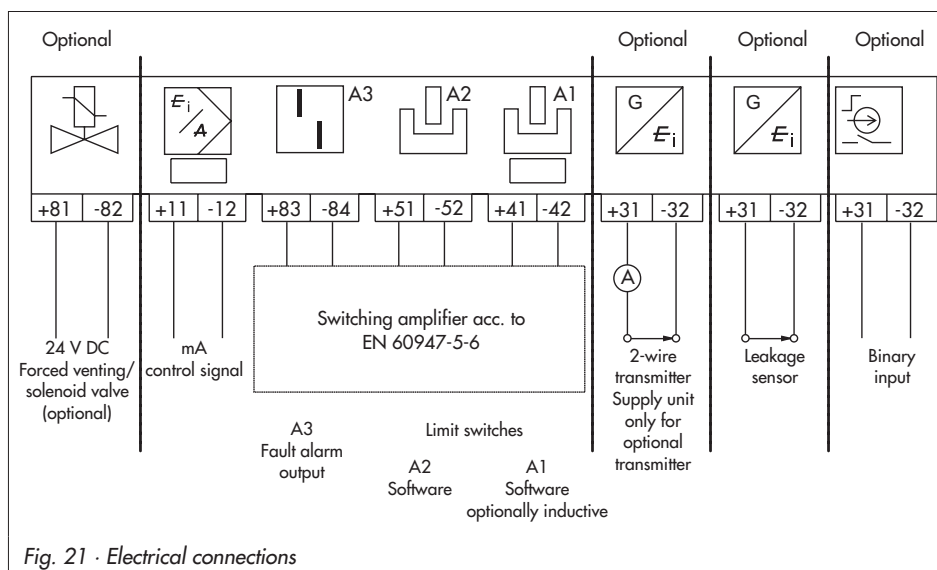 Optional
Optional
Optional
Optional
E i / A
A3
A2
A1
G
E i
G
E i
+81 -82 +11 -12 +83 -84 +51 -52 +41 -42 +31 -32 +31 -32 +31 -32
A
24 V DC
Forced venting/
solenoid valve
(optional)
mA
control signal
Switching amplifier acc. to
EN 60947-5-6
2-wire
transmitter
Supply unit
only for
optional
transmitter
Leakage
sensor
Binary
input
A3
Fault alarm
output
Limit switches
A2
Software
A1
Software
optionally inductive
Fig. 21 · Electrical connections